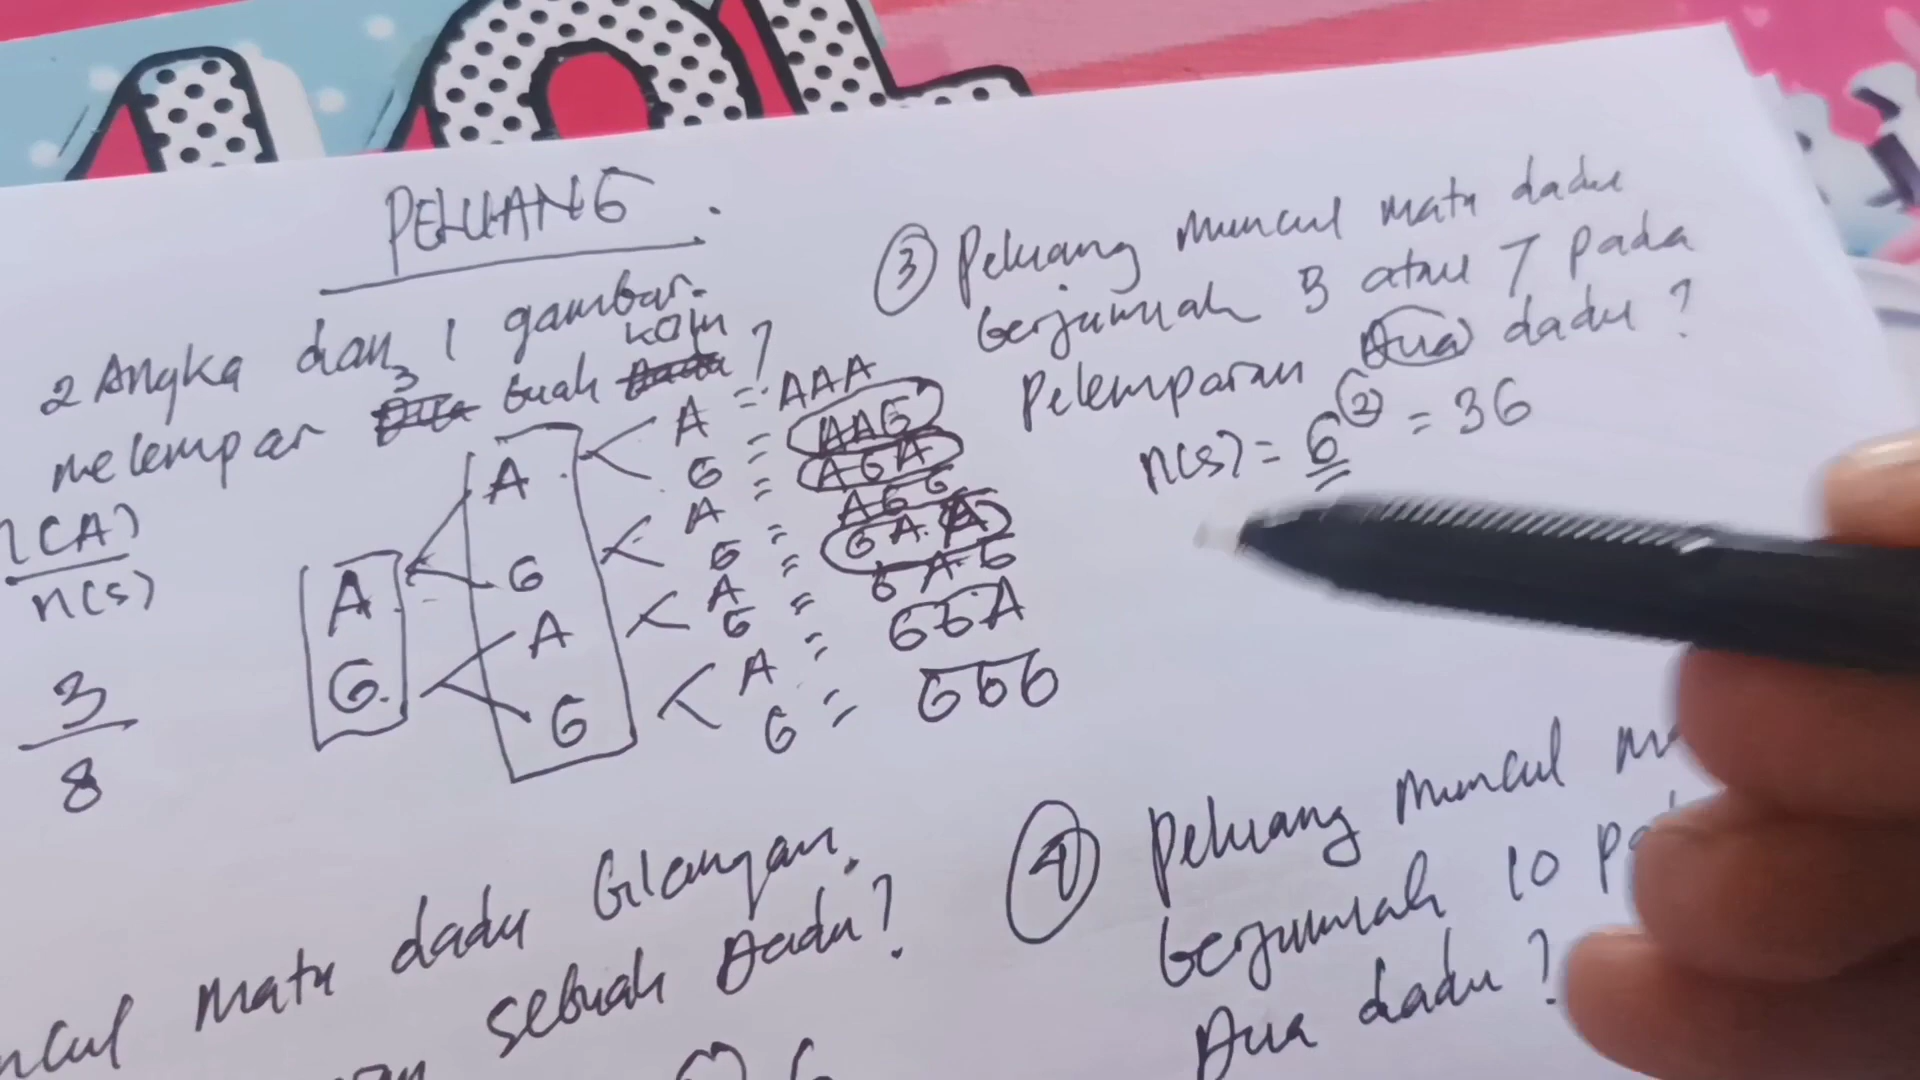 PELUANG.
2 Angka dan 1 gambar.
melempar 3 buah koin?
n(A)
n(s)
3
8
A
G
A
G
A
G
A = AAA
G = AAG
A = AGA
G = AGG
A = GAA
G = GAG
A = GGA
G = GGG
mata dadu Gilangan.
sebuah Dadu?
③ Peluang Muncul mata dadu
berjumlah 3 atau 7 pada
Pelemparan Dua dadu?
n(s) = 6² = 36
④ Peluang Muncul
berjumlah 10
Dua dadu?